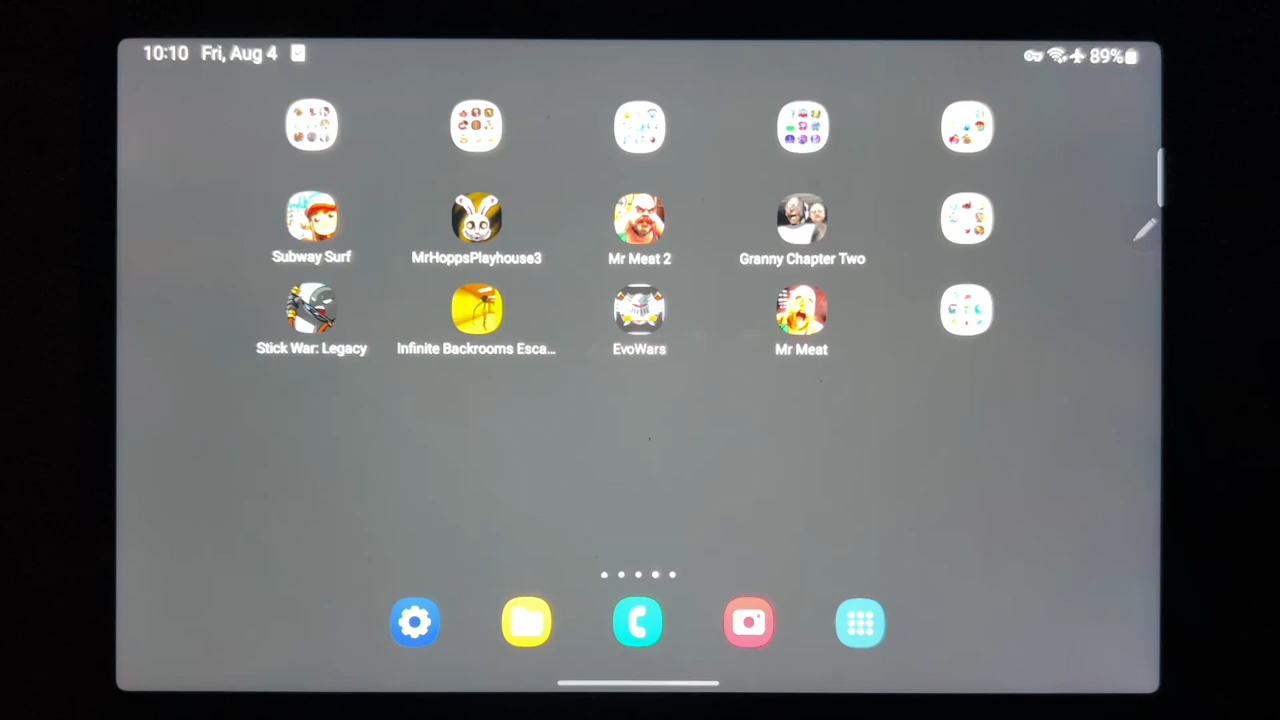 10:10 Fri, Aug 4 89%
Subway Surf MrHoppsPlayhouse3 Mr Meat 2 Granny Chapter Two
Stick War: Legacy Infinite Backrooms Esca... EvoWars Mr Meat